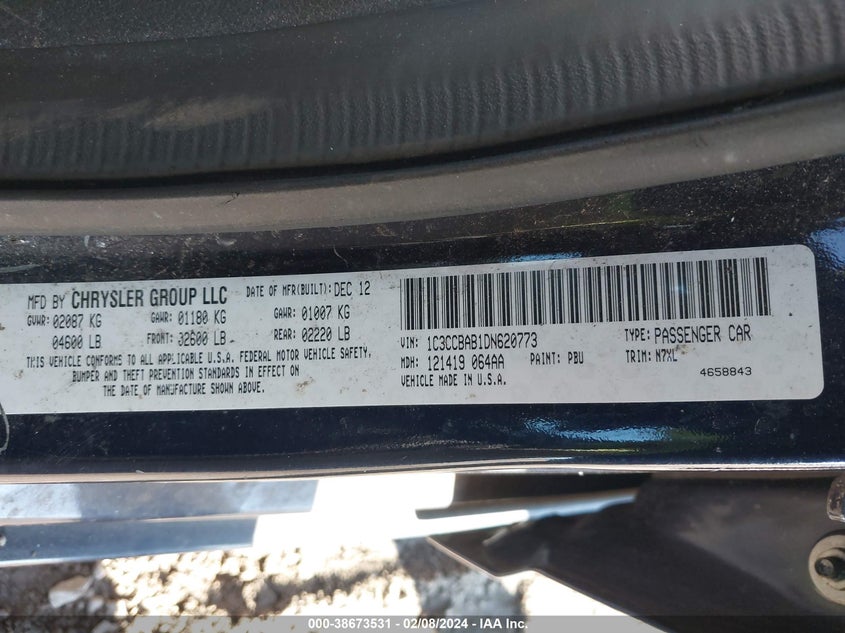 MFD BY CHRYSLER GROUP LLC DATE OF MFR(BUILT): DEC 12
GVWR: 02087 KG GAWR: 01180 KG GAWR: 01007 KG
04600 LB FRONT: 32600 LB REAR: 02220 LB
THIS VEHICLE CONFORMS TO ALL APPLICABLE U.S.A. FEDERAL MOTOR VEHICLE SAFETY,
BUMPER AND THEFT PREVENTION STANDARDS IN EFFECT ON
THE DATE OF MANUFACTURE SHOWN ABOVE.
VIN: 1C3CCBAB1DN620773 TYPE: PASSENGER CAR
MDH: 121419 064AA PAINT: PBU TRIM: N7XL
VEHICLE MADE IN U.S.A. 4658843
000-38673531 - 02/08/2024 - IAA Inc.